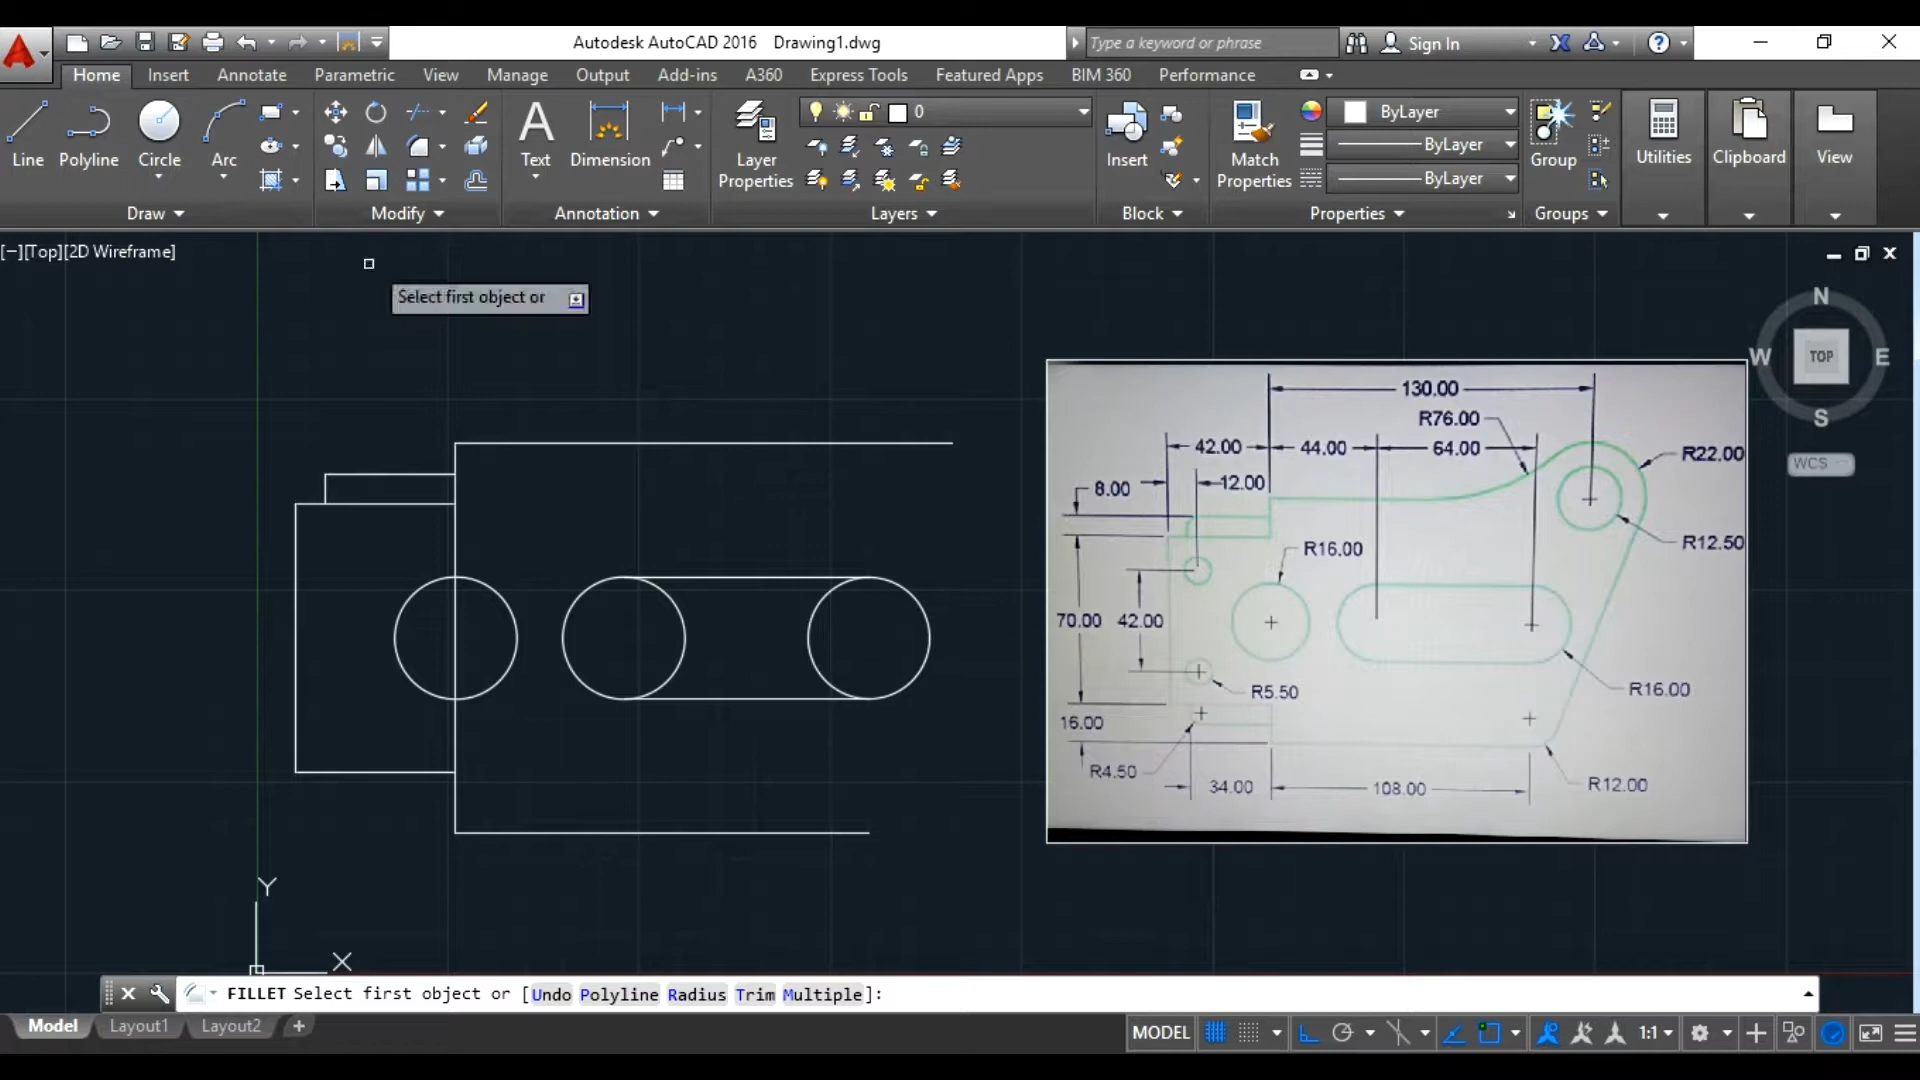 Autodesk AutoCAD 2016 Drawing1.dwg
Type a keyword or phrase
Sign In
Home Insert Annotate Parametric View Manage Output Add-ins A360 Express Tools Featured Apps BIM 360 Performance
0
ByLayer
ByLayer
ByLayer
Line Polyline Circle Arc
Text Dimension
Layer Properties
Insert
Match Properties
Group
Utilities Clipboard View
Draw Modify Annotation Layers Block Properties Groups
[−][Top][2D Wireframe]
Select first object or
N
W TOP E
S
WCS
130.00
R76.00
42.00 44.00 64.00 R22.00
8.00 12.00
R12.50
R16.00
70.00 42.00
R5.50 R16.00
16.00
R4.50 34.00 108.00 R12.00
Y
X
FILLET Select first object or [Undo Polyline Radius Trim Multiple]:
Model Layout1 Layout2 +
MODEL 1:1